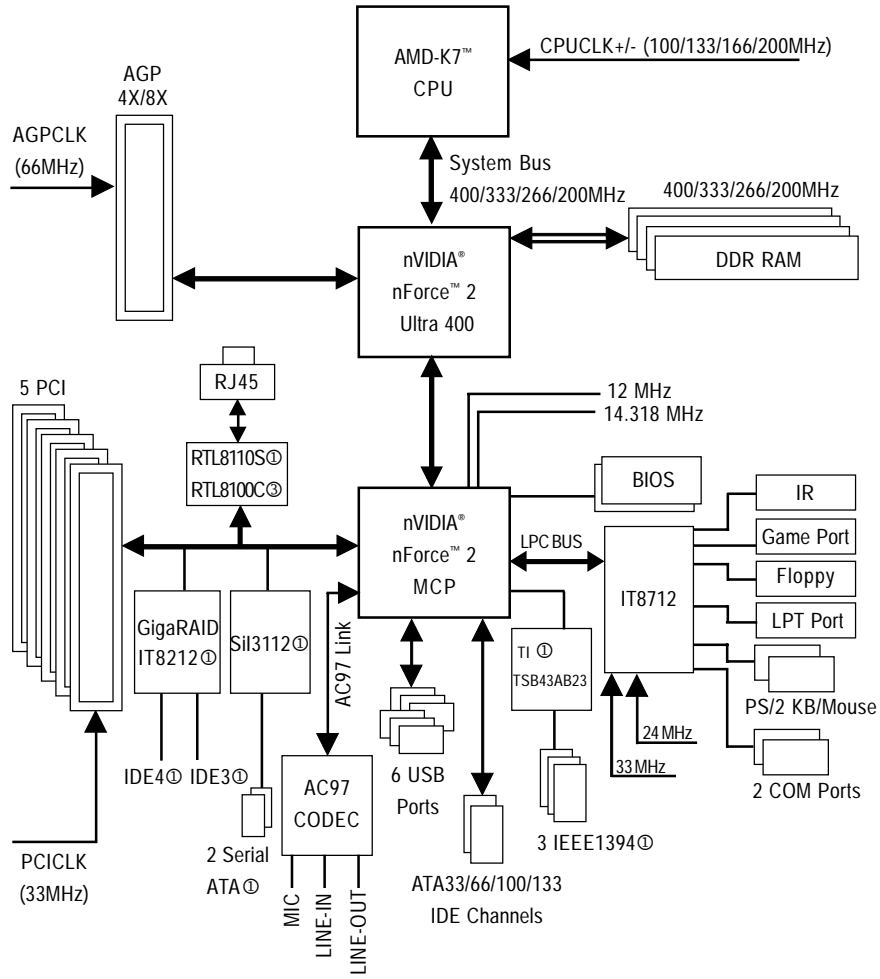 AMD-K7™
CPU
CPUCLK+/- (100/133/166/200MHz)
AGP
4X/8X
AGPCLK
(66MHz)
System Bus
400/333/266/200MHz
400/333/266/200MHz
DDR RAM
nVIDIA®
nForce™ 2
Ultra 400
5 PCI
RJ45
RTL8110S①
RTL8100C③
12 MHz
14.318 MHz
nVIDIA®
nForce™ 2
MCP
BIOS
LPC BUS
IT8712
IR
Game Port
Floppy
LPT Port
PS/2 KB/Mouse
2 COM Ports
24 MHz
33 MHz
GigaRAID
IT8212①
SiI3112①
AC97 Link
TI ①
TSB43AB23
IDE4①
IDE3①
AC97
CODEC
6 USB
Ports
3 IEEE1394①
2 Serial
ATA①
ATA33/66/100/133
IDE Channels
MIC
LINE-IN
LINE-OUT
PCICLK
(33MHz)